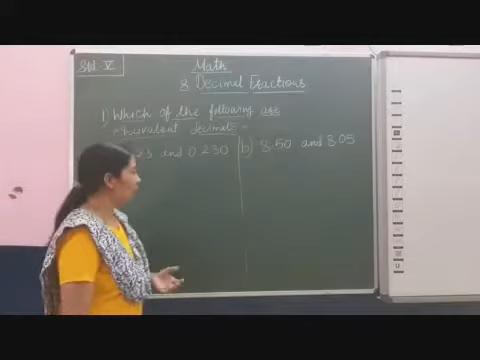 Std. V
Math
8 Decimal Fractions
1) Which of the following are
equivalent decimals =
23 and 0.230
b) 8.50 and 8.05